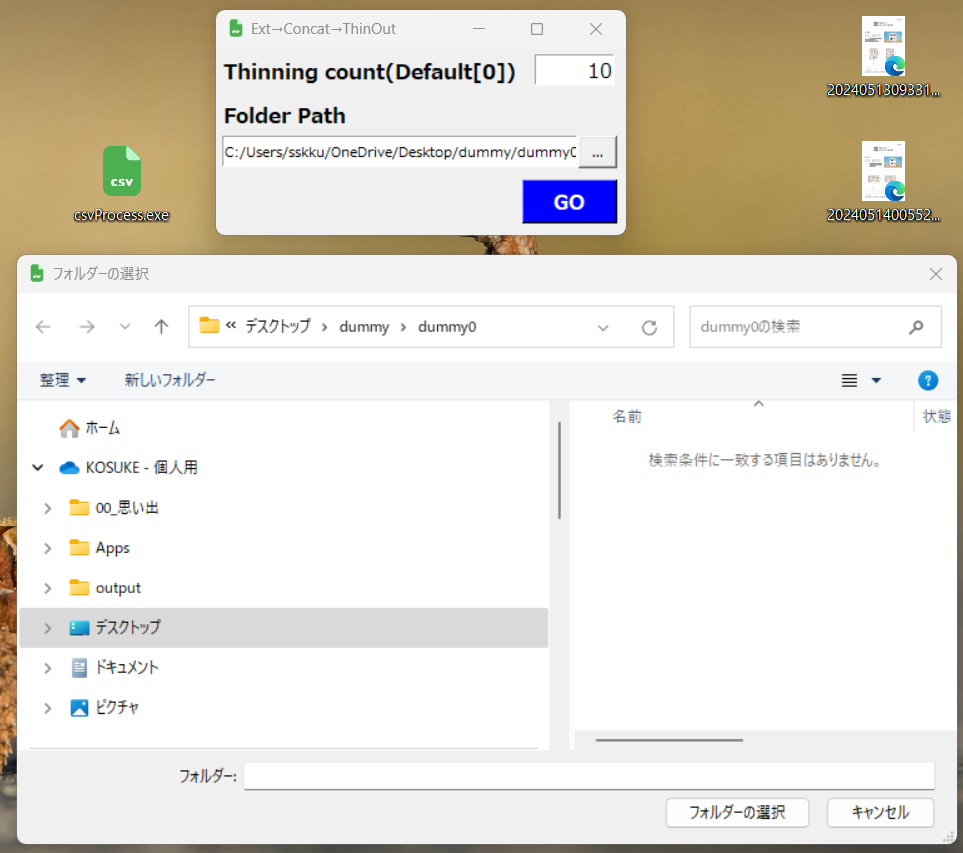 Ext→Concat→ThinOut
Thinning count(Default[0])
10
Folder Path
C:/Users/sskku/OneDrive/Desktop/dummy/dummy0
...
GO
CSV
csvProcess.exe
2024051309331...
2024051400552...
フォルダーの選択
« デスクトップ › dummy › dummy0
dummy0の検索
整理
新しいフォルダー
?
ホーム
KOSUKE - 個人用
00_思い出
Apps
output
デスクトップ
ドキュメント
ピクチャ
名前
状態
検索条件に一致する項目はありません。
フォルダー:
フォルダーの選択
キャンセル